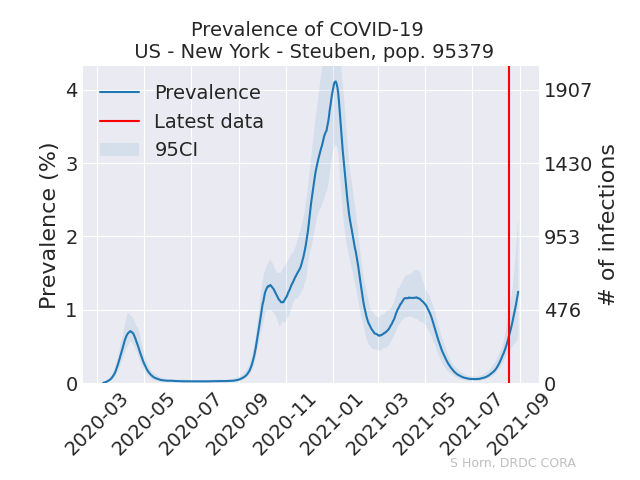 Prevalence of COVID-19
US - New York - Steuben, pop. 95379
Prevalence
Latest data
95CI
Prevalence (%)
4
3
2
1
0
1907
1430
953
476
0
# of infections
2020-03
2020-05
2020-07
2020-09
2020-11
2021-01
2021-03
2021-05
2021-07
2021-09
S Horn, DRDC CORA